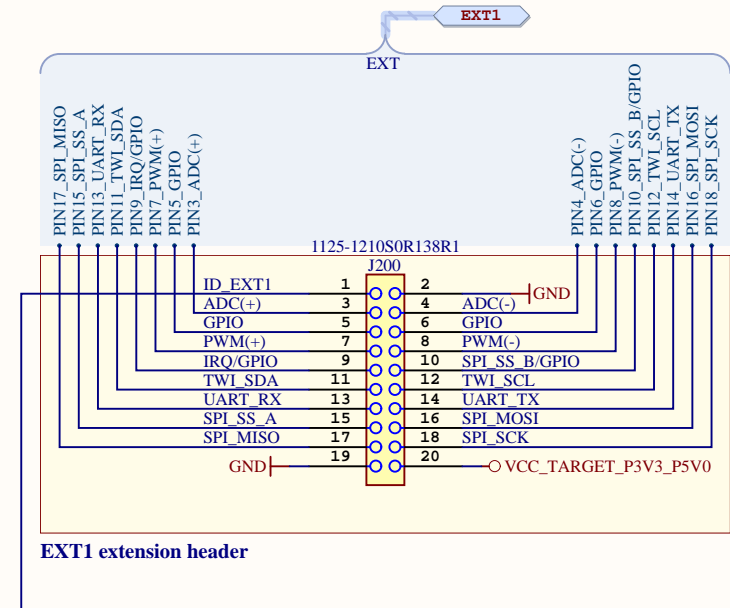 EXT1
EXT
PIN17_SPI_MISO
PIN15_SPI_SS_A
PIN13_UART_RX
PIN11_TWI_SDA
PIN9_IRQ/GPIO
PIN7_PWM(+)
PIN5_GPIO
PIN3_ADC(+)
PIN4_ADC(-)
PIN6_GPIO
PIN8_PWM(-)
PIN10_SPI_SS_B/GPIO
PIN12_TWI_SCL
PIN14_UART_TX
PIN16_SPI_MOSI
PIN18_SPI_SCK
1125-1210S0R138R1
J200
ID_EXT1 1 2 GND
ADC(+) 3 4 ADC(-)
GPIO 5 6 GPIO
PWM(+) 7 8 PWM(-)
IRQ/GPIO 9 10 SPI_SS_B/GPIO
TWI_SDA 11 12 TWI_SCL
UART_RX 13 14 UART_TX
SPI_SS_A 15 16 SPI_MOSI
SPI_MISO 17 18 SPI_SCK
GND 19 20 VCC_TARGET_P3V3_P5V0
EXT1 extension header